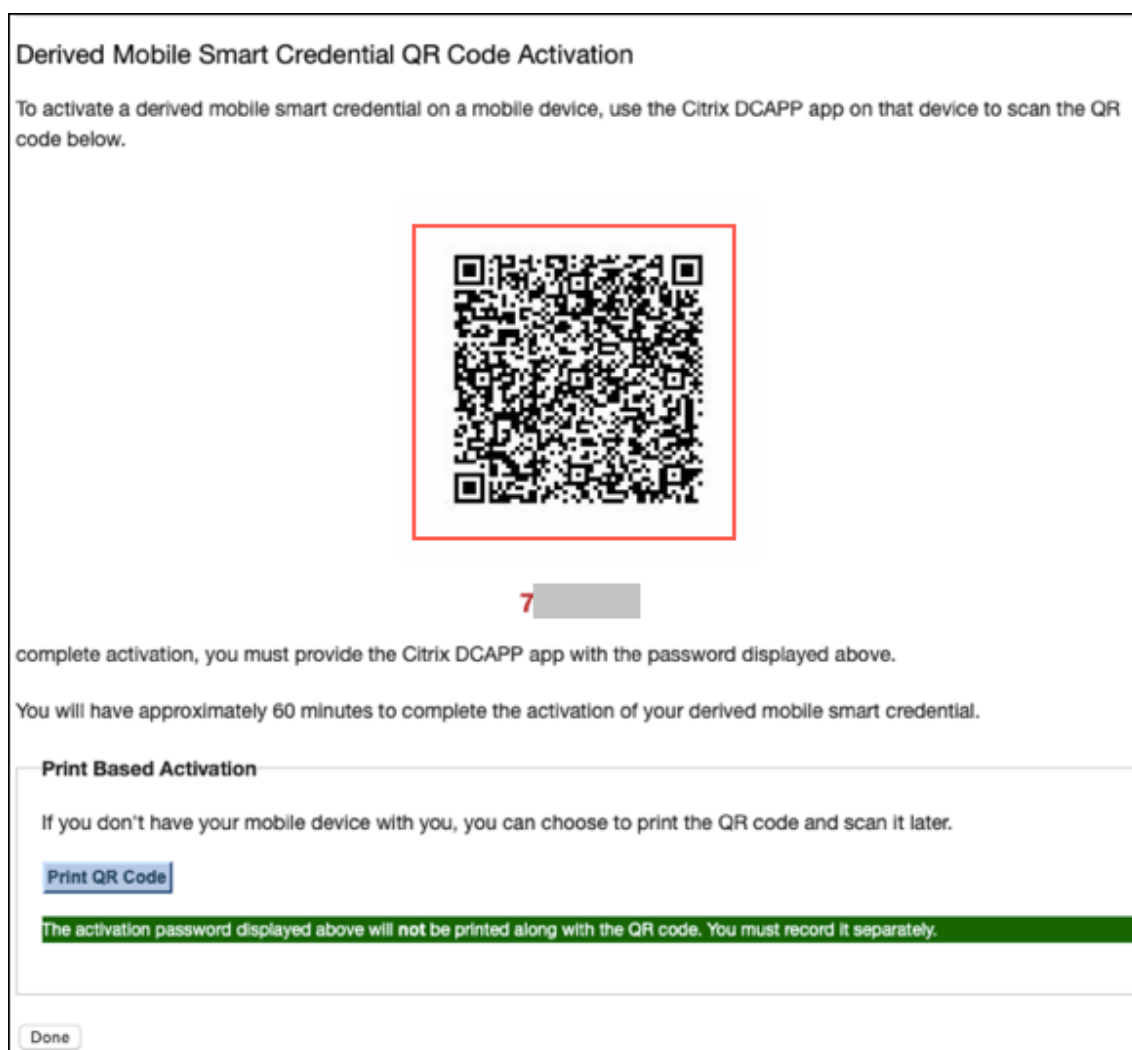 Derived Mobile Smart Credential QR Code Activation
To activate a derived mobile smart credential on a mobile device, use the Citrix DCAPP app on that device to scan the QR
code below.
7
complete activation, you must provide the Citrix DCAPP app with the password displayed above.
You will have approximately 60 minutes to complete the activation of your derived mobile smart credential.
Print Based Activation
If you don't have your mobile device with you, you can choose to print the QR code and scan it later.
Print QR Code
The activation password displayed above will not be printed along with the QR code. You must record it separately.
Done